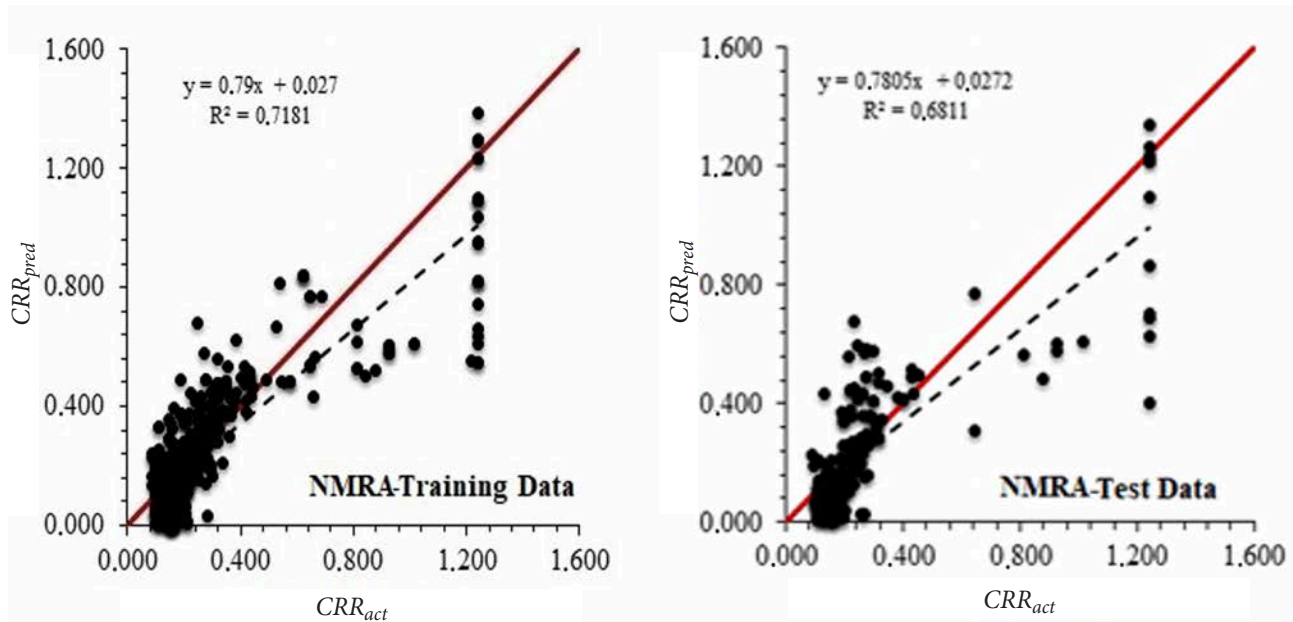 1.600
1.200
0.800
0.400
0.000
CRRpred
y = 0.79x + 0.027
R² = 0.7181
NMRA-Training Data
0.000 0.400 0.800 1.200 1.600
CRRact
1.600
1.200
0.800
0.400
0.000
CRRpred
y = 0.7805x + 0.0272
R² = 0.6811
NMRA-Test Data
0.000 0.400 0.800 1.200 1.600
CRRact